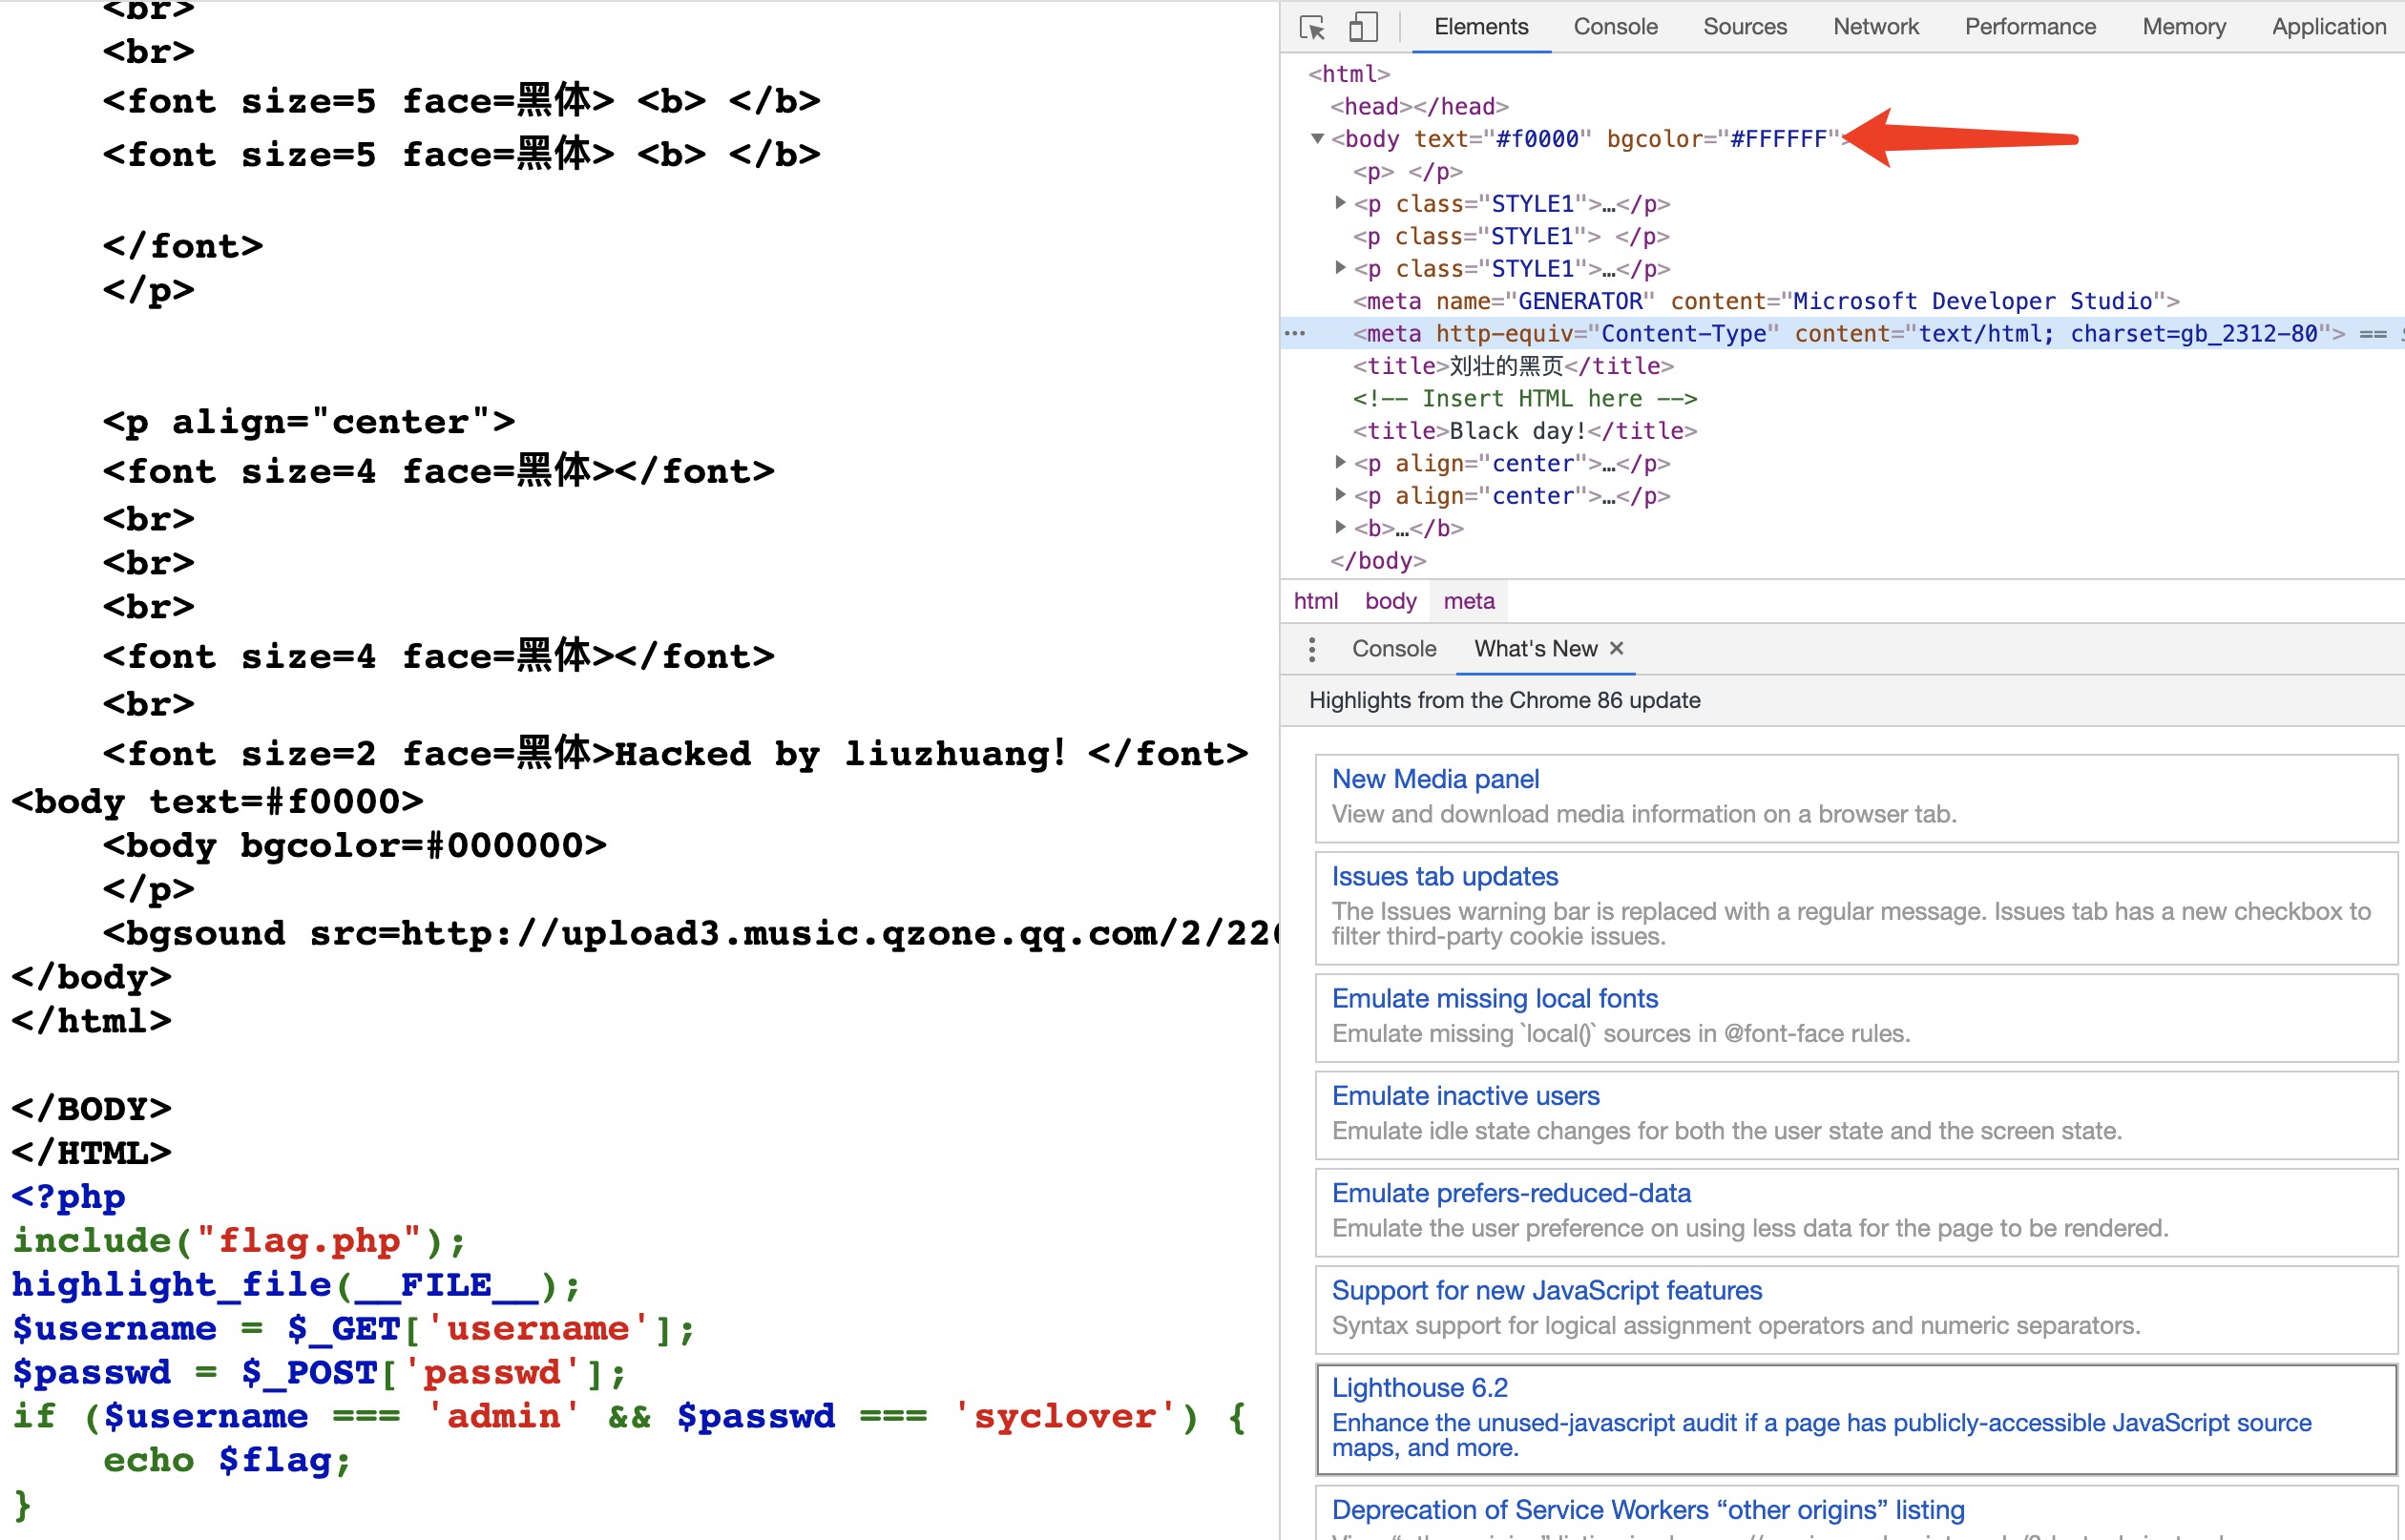 <br>
<br>
<font size=5 face=黑体> <b> </b>
<font size=5 face=黑体> <b> </b>
</font>
</p>
<p align="center">
<font size=4 face=黑体></font>
<br>
<br>
<br>
<font size=4 face=黑体></font>
<br>
<font size=2 face=黑体>Hacked by liuzhuang! </font>
<body text=#f0000>
<body bgcolor=#000000>
</p>
<bgsound src=http://upload3.music.qzone.qq.com/2/22
</body>
</html>
</BODY>
</HTML>
<?php
include("flag.php");
highlight_file(__FILE__);
$username = $_GET['username'];
$passwd = $_POST['passwd'];
if ($username === 'admin' && $passwd === 'syclover') {
echo $flag;
}
Elements Console Sources Network Performance Memory Application
<html>
<head></head>
<body text="#f0000" bgcolor="#FFFFFF">
<p> </p>
<p class="STYLE1">…</p>
<p class="STYLE1"> </p>
<p class="STYLE1">…</p>
<meta name="GENERATOR" content="Microsoft Developer Studio">
<meta http-equiv="Content-Type" content="text/html; charset=gb_2312-80"> ==
<title>刘壮的黑页</title>
<!-- Insert HTML here -->
<title>Black day!</title>
<p align="center">…</p>
<p align="center">…</p>
<b>…</b>
</body>
html body meta
Console What's New ×
Highlights from the Chrome 86 update
New Media panel
View and download media information on a browser tab.
Issues tab updates
The Issues warning bar is replaced with a regular message. Issues tab has a new checkbox to
filter third-party cookie issues.
Emulate missing local fonts
Emulate missing `local()` sources in @font-face rules.
Emulate inactive users
Emulate idle state changes for both the user state and the screen state.
Emulate prefers-reduced-data
Emulate the user preference on using less data for the page to be rendered.
Support for new JavaScript features
Syntax support for logical assignment operators and numeric separators.
Lighthouse 6.2
Enhance the unused-javascript audit if a page has publicly-accessible JavaScript source
maps, and more.
Deprecation of Service Workers “other origins” listing